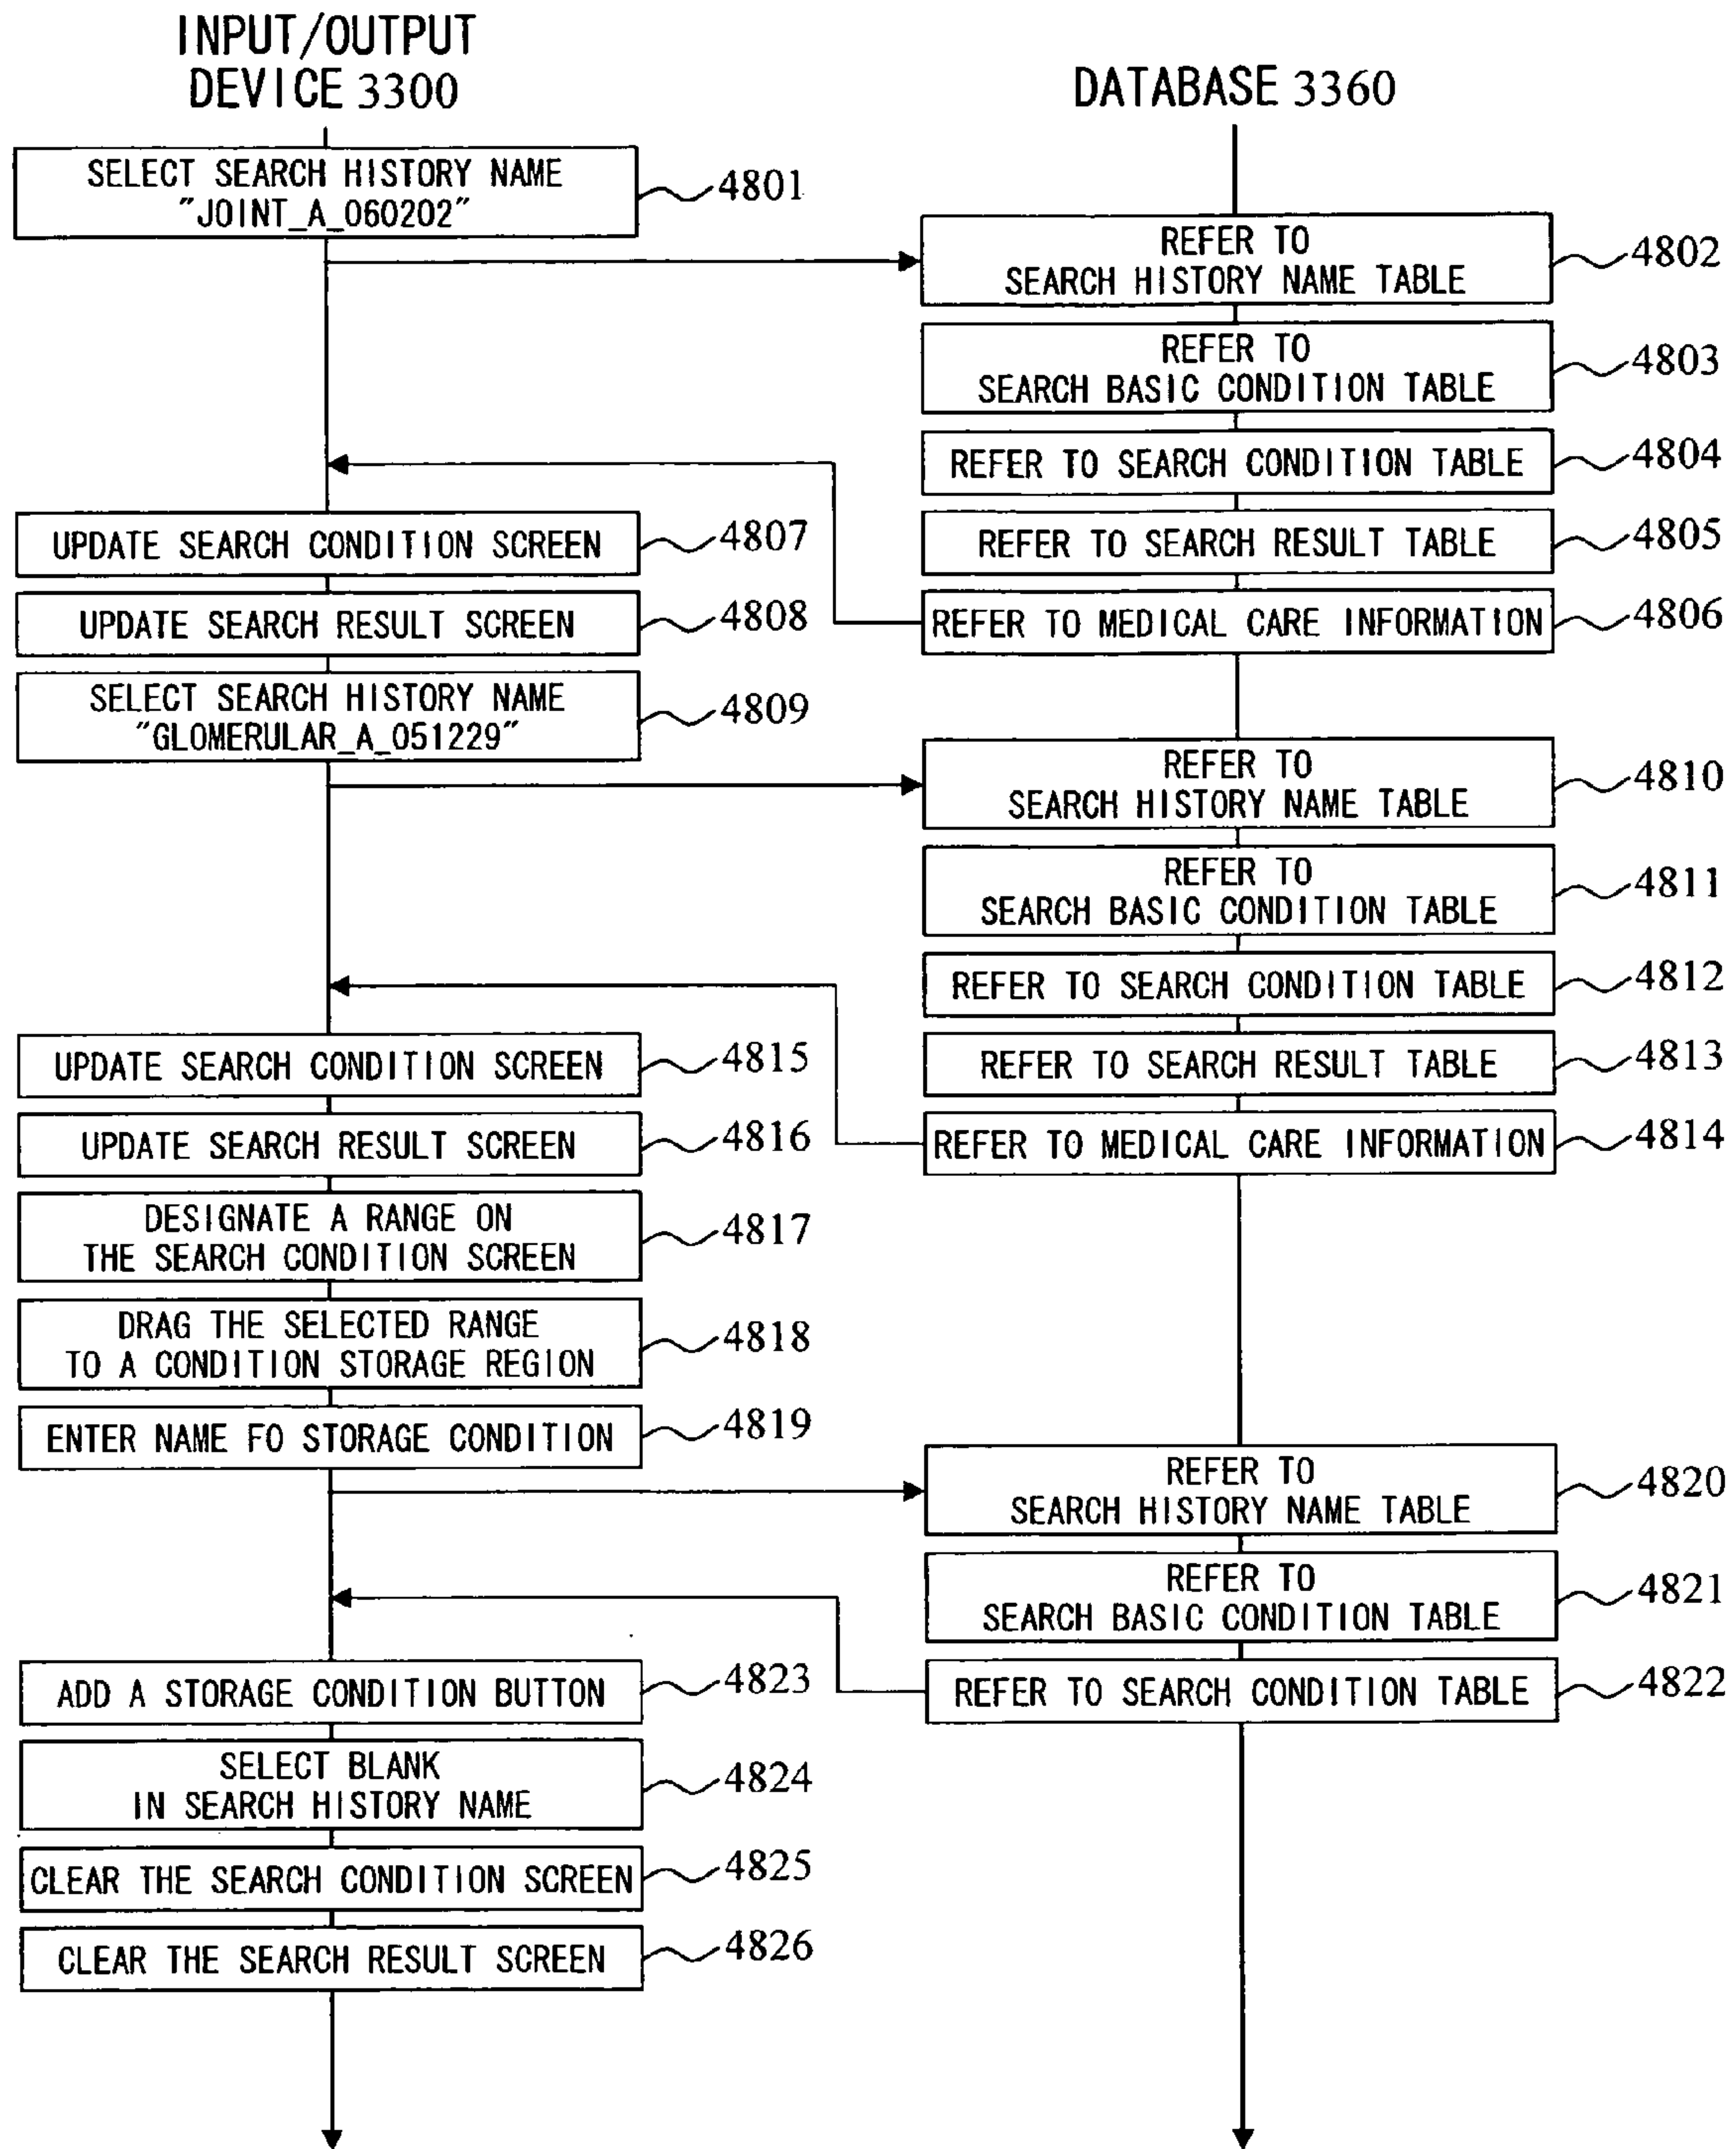 INPUT/OUTPUT
DEVICE 3300
DATABASE 3360
SELECT SEARCH HISTORY NAME
"JOINT_A_060202"
4801
REFER TO
SEARCH HISTORY NAME TABLE
4802
REFER TO
SEARCH BASIC CONDITION TABLE
4803
REFER TO SEARCH CONDITION TABLE
4804
REFER TO SEARCH RESULT TABLE
4805
REFER TO MEDICAL CARE INFORMATION
4806
UPDATE SEARCH CONDITION SCREEN
4807
UPDATE SEARCH RESULT SCREEN
4808
SELECT SEARCH HISTORY NAME
"GLOMERULAR_A_051229"
4809
REFER TO
SEARCH HISTORY NAME TABLE
4810
REFER TO
SEARCH BASIC CONDITION TABLE
4811
REFER TO SEARCH CONDITION TABLE
4812
REFER TO SEARCH RESULT TABLE
4813
REFER TO MEDICAL CARE INFORMATION
4814
UPDATE SEARCH CONDITION SCREEN
4815
UPDATE SEARCH RESULT SCREEN
4816
DESIGNATE A RANGE ON
THE SEARCH CONDITION SCREEN
4817
DRAG THE SELECTED RANGE
TO A CONDITION STORAGE REGION
4818
ENTER NAME FO STORAGE CONDITION
4819
REFER TO
SEARCH HISTORY NAME TABLE
4820
REFER TO
SEARCH BASIC CONDITION TABLE
4821
REFER TO SEARCH CONDITION TABLE
4822
ADD A STORAGE CONDITION BUTTON
4823
SELECT BLANK
IN SEARCH HISTORY NAME
4824
CLEAR THE SEARCH CONDITION SCREEN
4825
CLEAR THE SEARCH RESULT SCREEN
4826